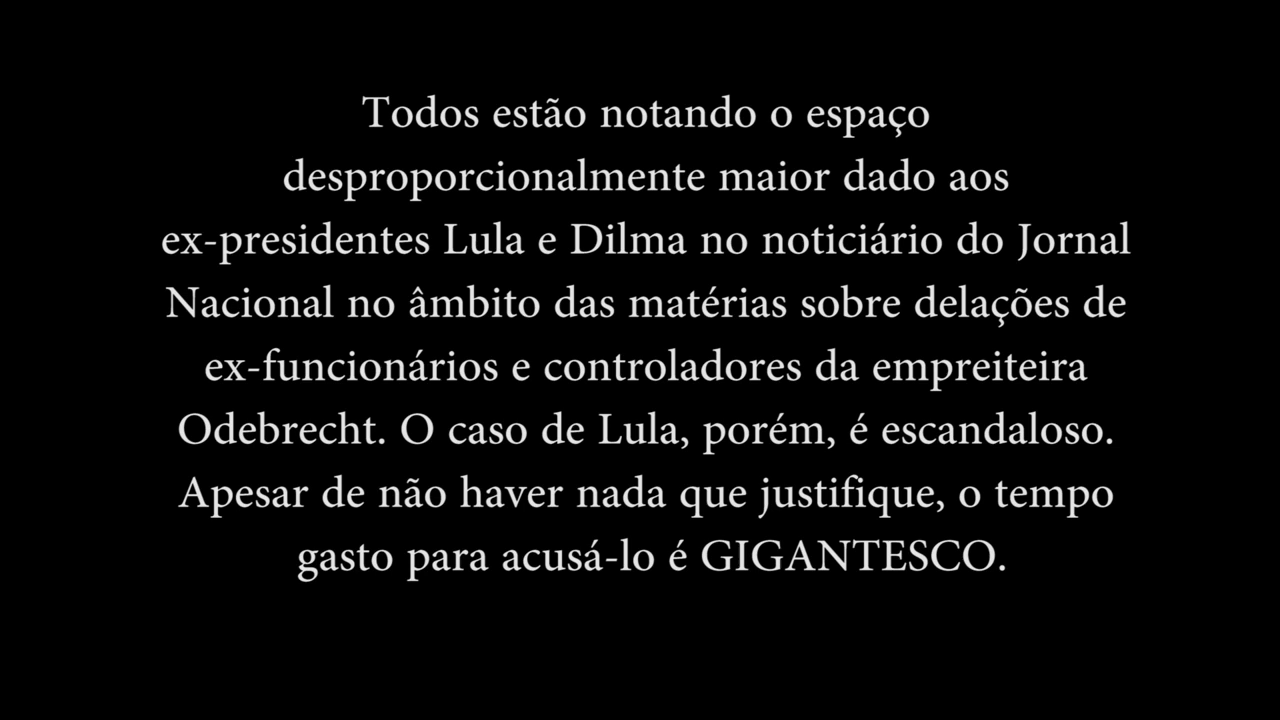 Todos estão notando o espaço
desproporcionalmente maior dado aos
ex-presidentes Lula e Dilma no noticiário do Jornal
Nacional no âmbito das matérias sobre delações de
ex-funcionários e controladores da empreiteira
Odebrecht. O caso de Lula, porém, é escandaloso.
Apesar de não haver nada que justifique, o tempo
gasto para acusá-lo é GIGANTESCO.